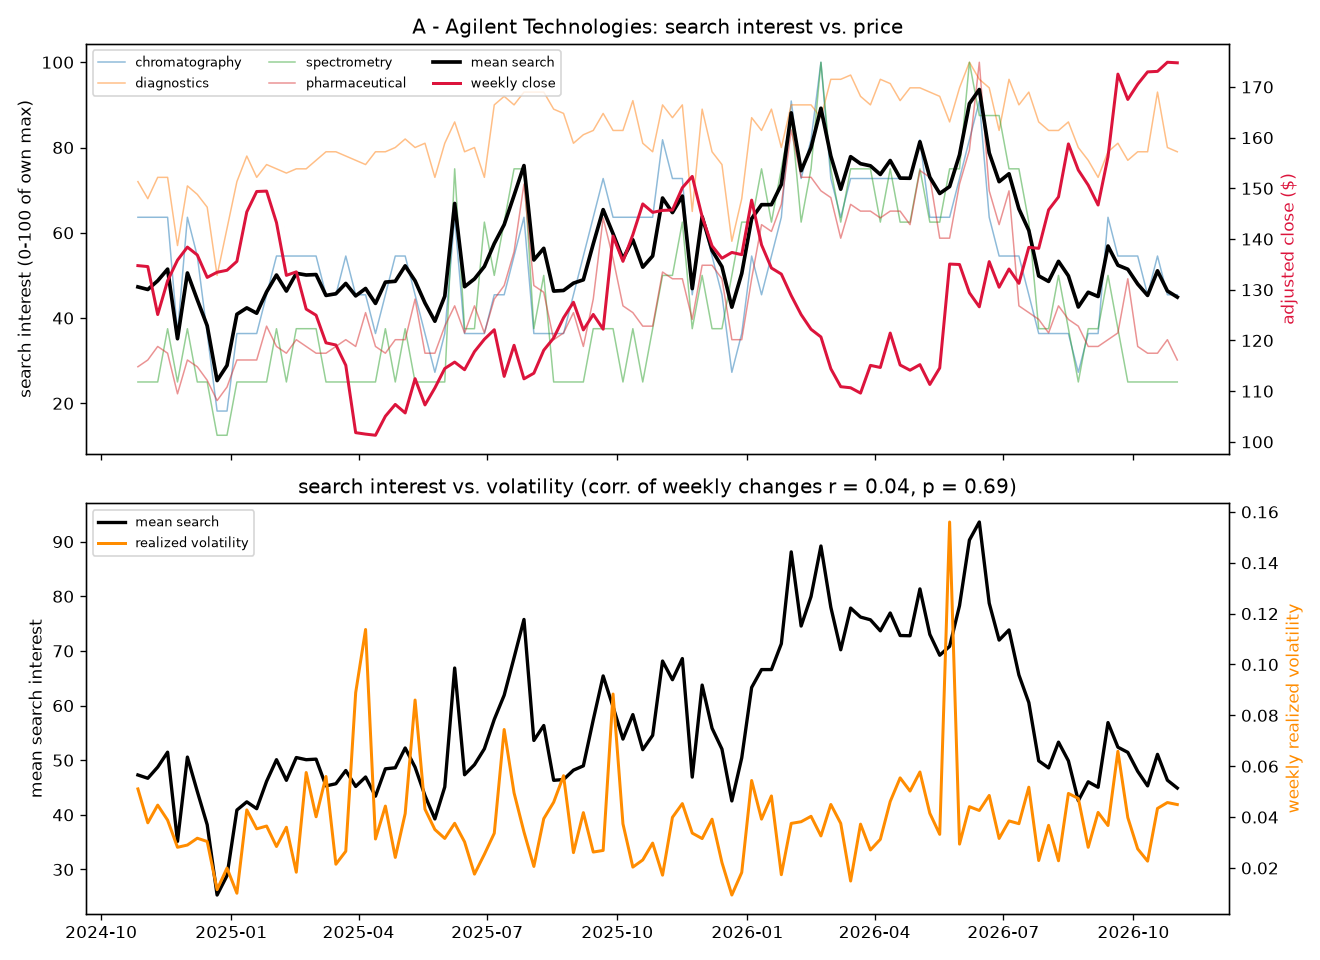 A - Agilent Technologies: search interest vs. price
chromatography
diagnostics
spectrometry
pharmaceutical
mean search
weekly close
100
80
60
40
20
search interest (0-100 of own max)
170
160
150
140
130
120
110
100
adjusted close ($)
search interest vs. volatility (corr. of weekly changes r = 0.04, p = 0.69)
mean search
realized volatility
90
80
70
60
50
40
30
mean search interest
0.16
0.14
0.12
0.10
0.08
0.06
0.04
0.02
weekly realized volatility
2024-10
2025-01
2025-04
2025-07
2025-10
2026-01
2026-04
2026-07
2026-10